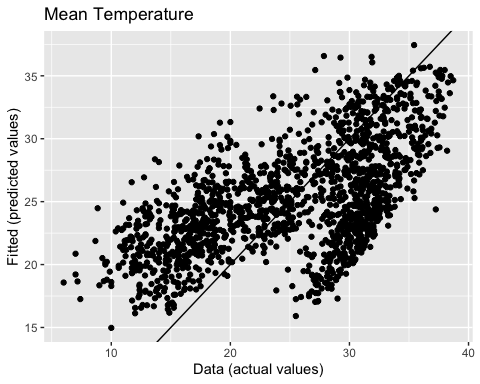 Mean Temperature
35
30
25
20
15
Fitted (predicted values)
10 20 30 40
Data (actual values)